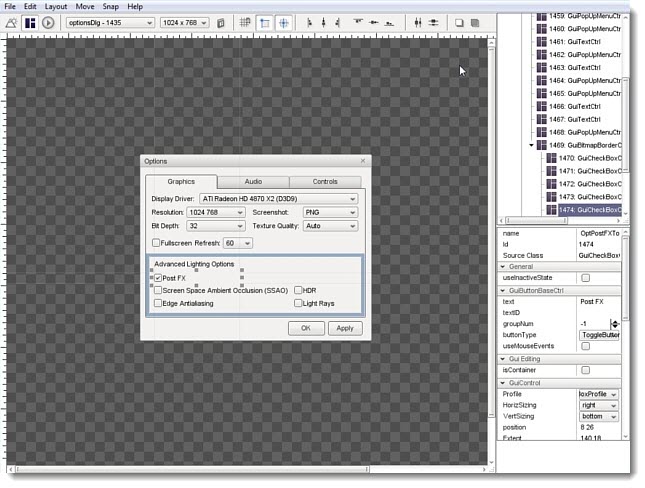 File Edit Layout Move Snap Help
optionsDlg - 1435
1024 x 768
1459: GuiPopUpMenuCtr
1460: GuiPopUpMenuCtr
1461: GuiTextCtrl
1462: GuiPopUpMenuCtr
1463: GuiTextCtrl
1464: GuiPopUpMenuCtr
1465: GuiPopUpMenuCtr
1466: GuiTextCtrl
1467: GuiTextCtrl
1468: GuiPopUpMenuCtr
1469: GuiBitmapBorderC
1470: GuiCheckBoxC
1471: GuiCheckBoxC
1472: GuiCheckBoxC
1473: GuiCheckBoxC
1474: GuiCheckBoxC
Options
Graphics Audio Controls
Display Driver: ATI Radeon HD 4870 X2 (D3D9)
Resolution: 1024 768 Screenshot: PNG
Bit Depth: 32 Texture Quality: Auto
Fullscreen Refresh: 60
Advanced Lighting Options
Post FX
Screen Space Ambient Occlusion (SSAO) HDR
Edge Antialiasing Light Rays
OK Apply
name OptPostFXTo
Id 1474
Source Class GuiCheckBox
General
useInactiveState
GuiButtonBaseCtrl
text Post FX
textID
groupNum -1
buttonType ToggleButton
useMouseEvents
Gui Editing
isContainer
GuiControl
Profile loxProfile
HorizSizing right
VertSizing bottom
position 8 26
Extent 140 18